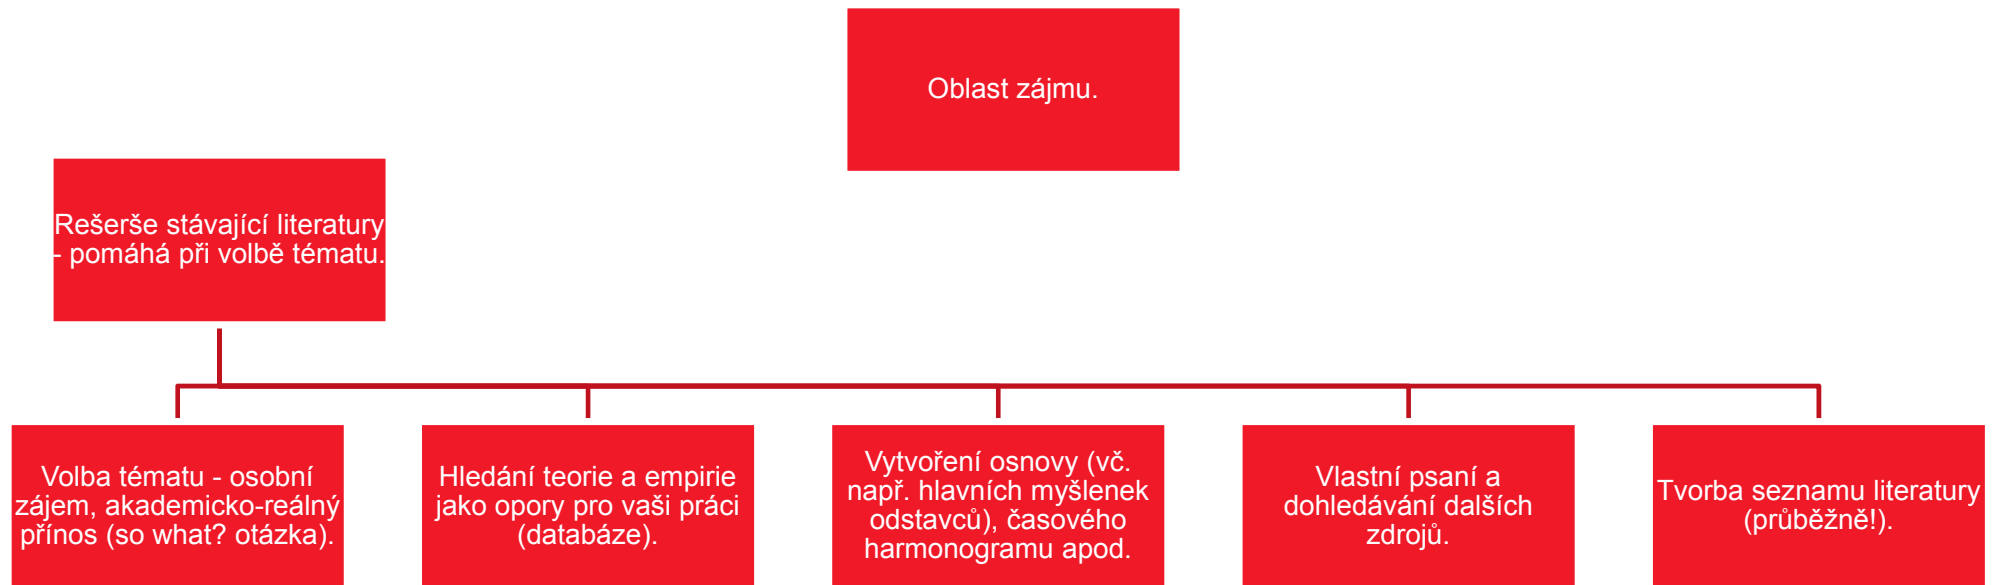 Oblast zájmu.
Rešerše stávající literatury
- pomáhá při volbě tématu.
Volba tématu - osobní
zájem, akademicko-reálný
přínos (so what? otázka).
Hledání teorie a empirie
jako opory pro vaši práci
(databáze).
Vytvoření osnovy (vč.
např. hlavních myšlenek
odstavců), časového
harmonogramu apod.
Vlastní psaní a
dohledávání dalších
zdrojů.
Tvorba seznamu literatury
(průběžně!).